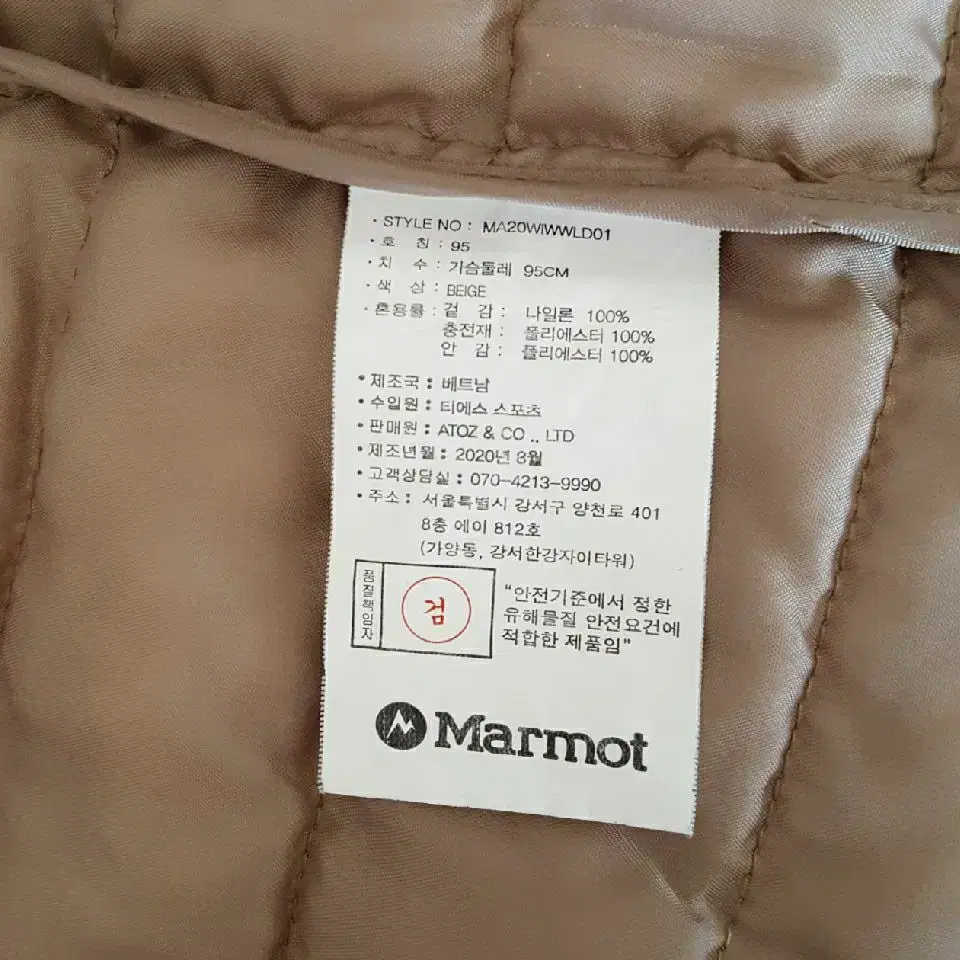 · STYLE NO : MA20WIWWLD01
· 호 칭 : 95
· 치 수 : 가슴둘레 95CM
· 색 상 : BEIGE
· 혼용률 : 겉 감 : 나일론 100%
충전재 : 폴리에스터 100%
안 감 : 폴리에스터 100%
· 제조국 : 베트남
· 수입원 : 티에스 스포츠
· 판매원 : ATOZ & CO ., LTD
· 제조년월 : 2020년 8월
· 고객상담실 : 070-4213-9990
· 주소 : 서울특별시 강서구 양천로 401
8층 에이 812호
(가양동, 강서한강자이타워)
품질책임자
검
"안전기준에서 정한
유해물질 안전요건에
적합한 제품임"
Marmot